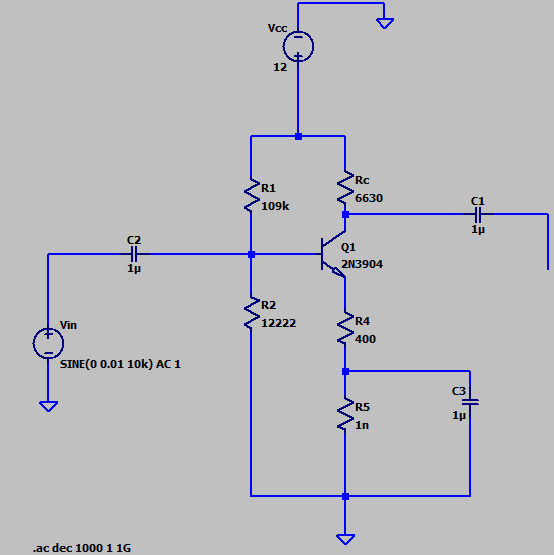 Vcc
12
R1
109k
Rc
6630
C1
1µ
C2
1µ
Q1
2N3904
R2
12222
R4
400
Vin
SINE(0 0.01 10k) AC 1
R5
1n
C3
1µ
.ac dec 1000 1 1G